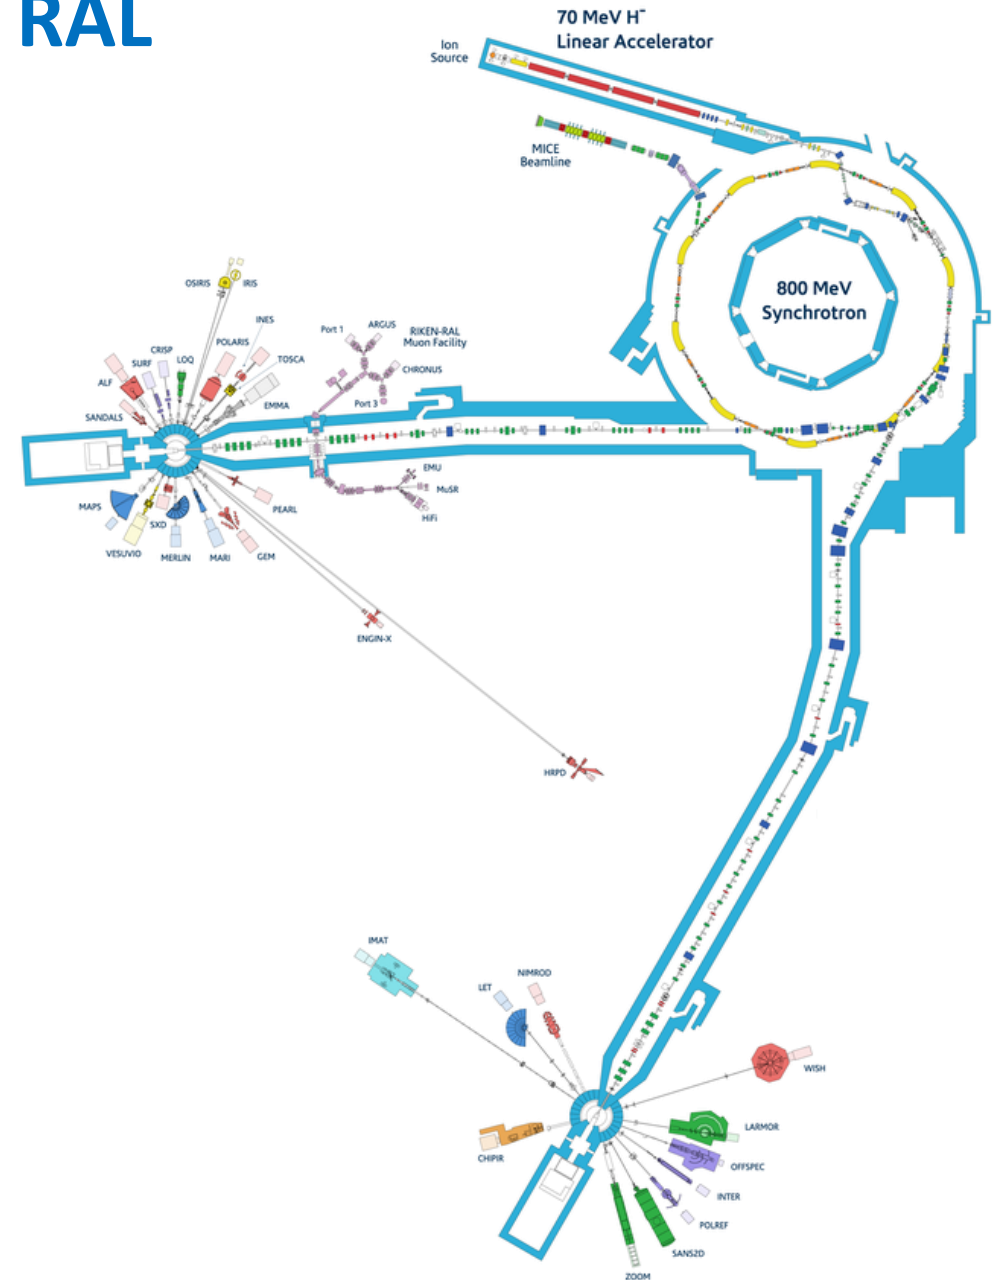 RAL
70 MeV H⁻
Linear Accelerator
Ion
Source
MICE
Beamline
800 MeV
Synchrotron
OSIRIS
IRIS
INES
POLARIS
TOSCA
CRISP
LOQ
SURF
ALF
SANDALS
EMMA
Port 1
ARGUS
RIKEN-RAL
Muon Facility
CHRONUS
Port 3
EMU
MuSR
HiFi
MAPS
VESUVIO
SXD
MERLIN
MARI
GEM
PEARL
ENGIN-X
HRPD
IMAT
LET
NIMROD
WISH
LARMOR
OFFSPEC
INTER
POLREF
SANS2D
ZOOM
CHIPIR